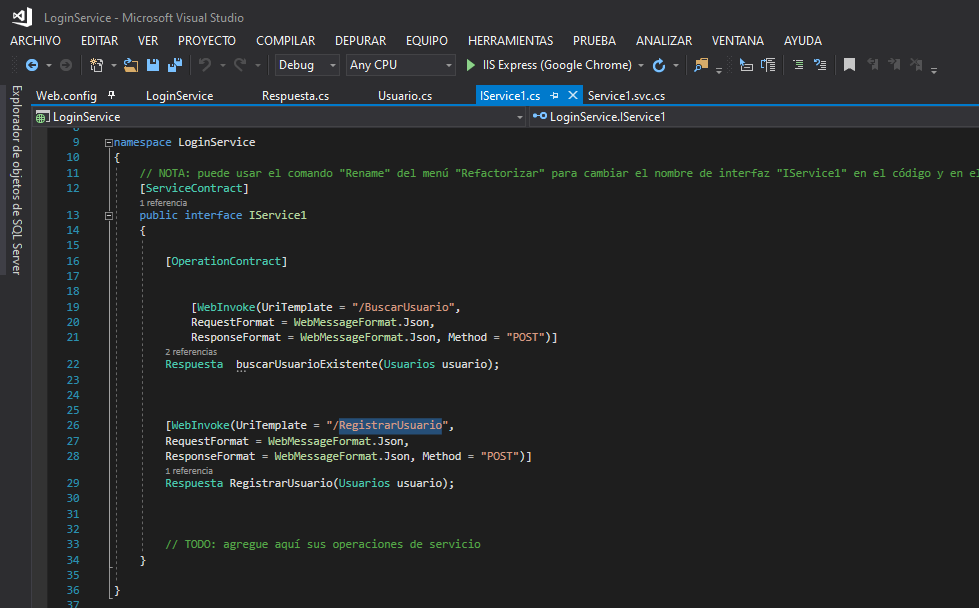 LoginService - Microsoft Visual Studio
ARCHIVO EDITAR VER PROYECTO COMPILAR DEPURAR EQUIPO HERRAMIENTAS PRUEBA ANALIZAR VENTANA AYUDA
Debug Any CPU IIS Express (Google Chrome)
Explorador de objetos de SQL Server
Web.config LoginService Respuesta.cs Usuario.cs IService1.cs Service1.svc.cs
LoginService LoginService.IService1
9 namespace LoginService
10 {
11 // NOTA: puede usar el comando "Rename" del menú "Refactorizar" para cambiar el nombre de interfaz "IService1" en el código y en el
12 [ServiceContract]
1 referencia
13 public interface IService1
14 {
15
16 [OperationContract]
17
18
19 [WebInvoke(UriTemplate = "/BuscarUsuario",
20 RequestFormat = WebMessageFormat.Json,
21 ResponseFormat = WebMessageFormat.Json, Method = "POST")]
2 referencias
22 Respuesta buscarUsuarioExistente(Usuarios usuario);
23
24
25
26 [WebInvoke(UriTemplate = "/RegistrarUsuario",
27 RequestFormat = WebMessageFormat.Json,
28 ResponseFormat = WebMessageFormat.Json, Method = "POST")]
1 referencia
29 Respuesta RegistrarUsuario(Usuarios usuario);
30
31
32
33 // TODO: agregue aquí sus operaciones de servicio
34 }
35
36 }
37